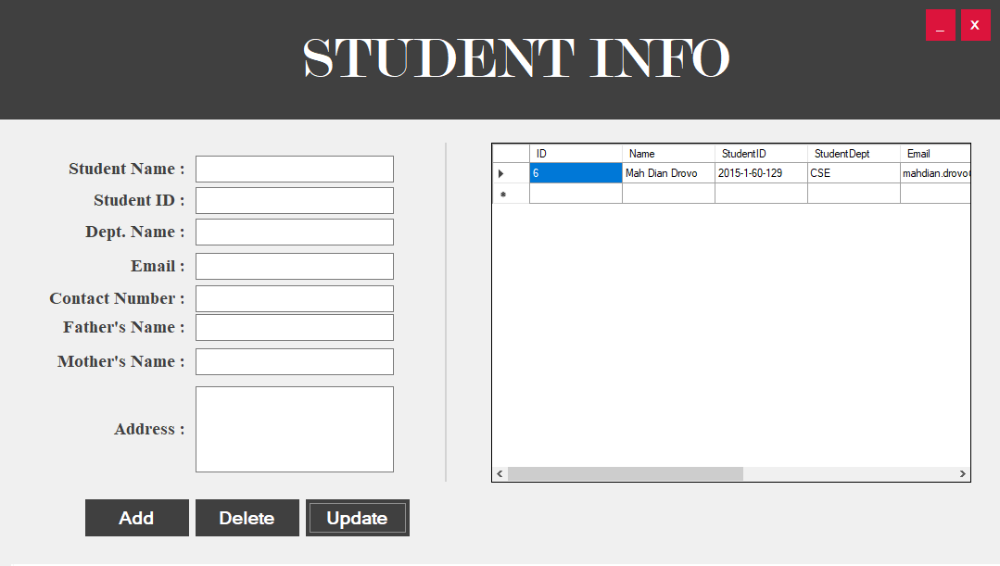 _ X
STUDENT INFO
Student Name :
Student ID :
Dept. Name :
Email :
Contact Number :
Father's Name :
Mother's Name :
Address :
Add Delete Update
ID Name StudentID StudentDept Email
6 Mah Dian Drovo 2015-1-60-129 CSE mahdian.drovo